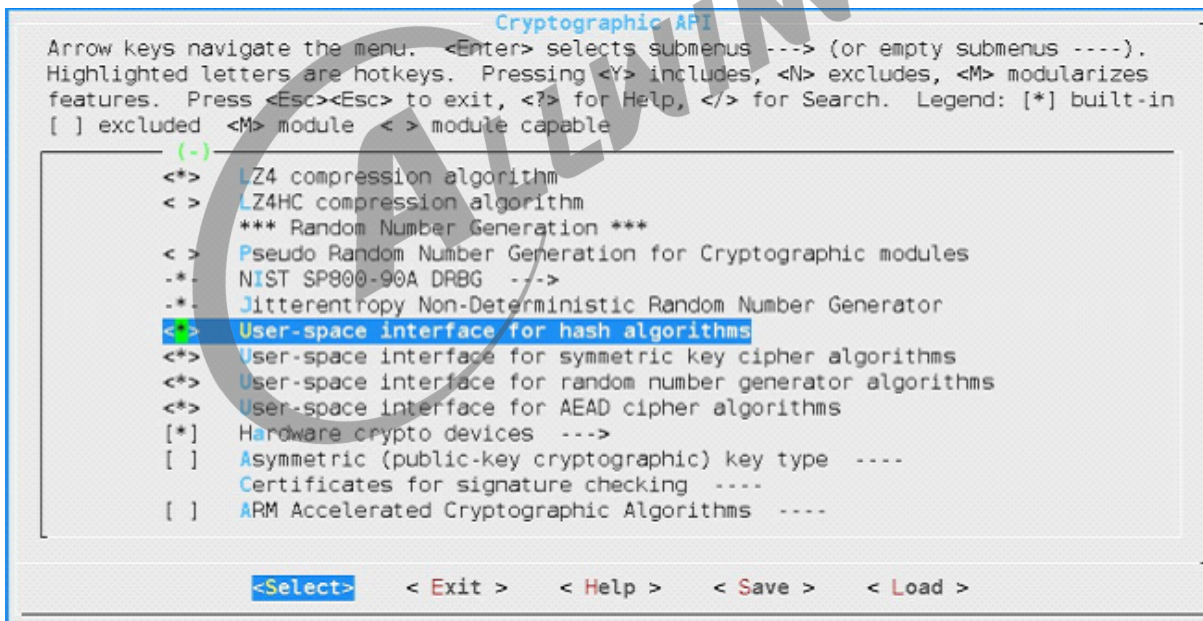 Cryptographic API
Arrow keys navigate the menu.  <Enter> selects submenus ---> (or empty submenus ----).
Highlighted letters are hotkeys.  Pressing <Y> includes, <N> excludes, <M> modularizes
features.  Press <Esc><Esc> to exit, <?> for Help, </> for Search.  Legend: [*] built-in
[ ] excluded  <M> module  < > module capable
(-)
<*>   LZ4 compression algorithm
< >   LZ4HC compression algorithm
*** Random Number Generation ***
< >   Pseudo Random Number Generation for Cryptographic modules
-*-   NIST SP800-90A DRBG  --->
-*-   Jitterentropy Non-Deterministic Random Number Generator
<*>   User-space interface for hash algorithms
<*>   User-space interface for symmetric key cipher algorithms
<*>   User-space interface for random number generator algorithms
<*>   User-space interface for AEAD cipher algorithms
[*]   Hardware crypto devices  --->
[ ]   Asymmetric (public-key cryptographic) key type  ----
Certificates for signature checking  ----
[ ]   ARM Accelerated Cryptographic Algorithms  ----
<Select>    < Exit >    < Help >    < Save >    < Load >